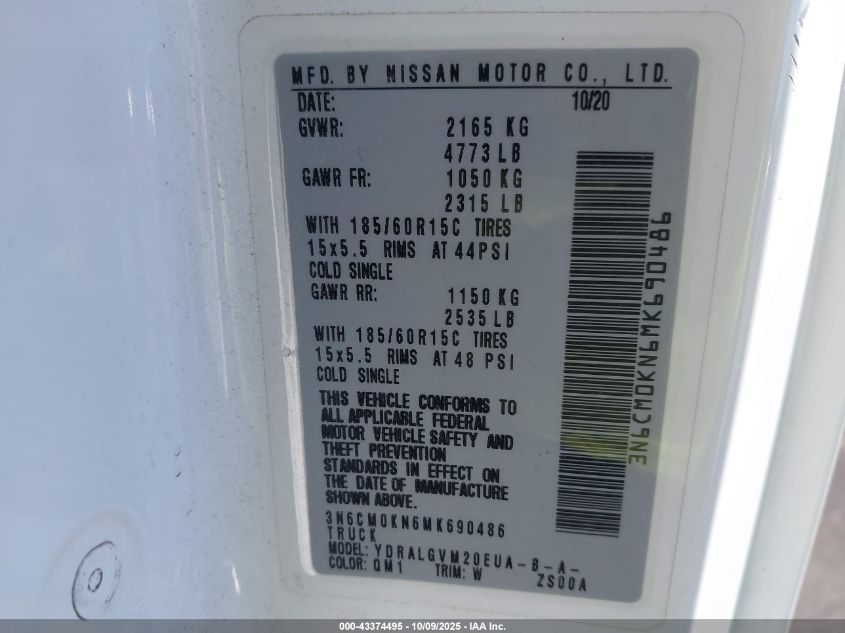 MFD. BY NISSAN MOTOR CO., LTD.
DATE: 10/20
GVWR: 2165 KG
4773 LB
GAWR FR: 1050 KG
2315 LB
WITH 185/60R15C TIRES
15x5.5 RIMS AT 44PSI
COLD SINGLE
GAWR RR: 1150 KG
2535 LB
WITH 185/60R15C TIRES
15x5.5 RIMS AT 48 PSI
COLD SINGLE
THIS VEHICLE CONFORMS TO
ALL APPLICABLE FEDERAL
MOTOR VEHICLE SAFETY AND
THEFT PREVENTION
STANDARDS IN EFFECT ON
THE DATE OF MANUFACTURE
SHOWN ABOVE.
3N6CM0KN6MK690486
TRUCK
MODEL: YDRALGVM20EUA-B-A-
ZS00A
COLOR: QM1 TRIM: W
3N6CM0KN6MK690486
000-43374495 - 10/09/2025 - IAA Inc.